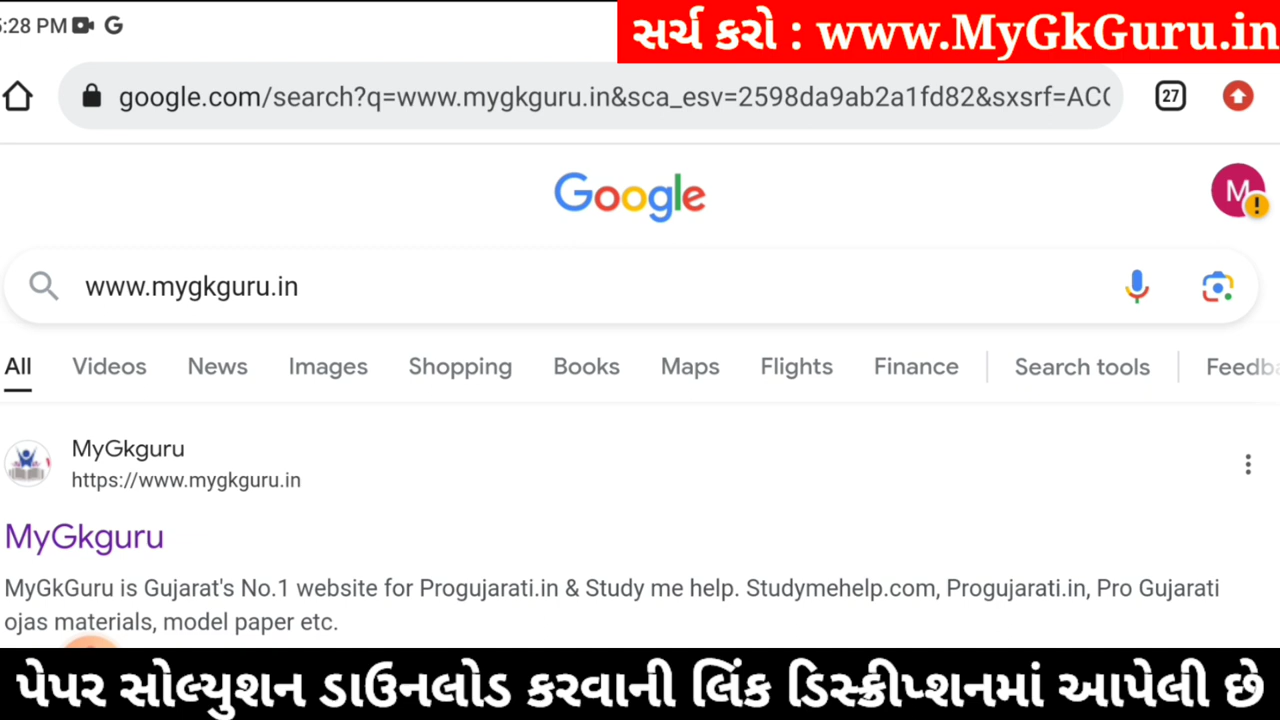 :28 PM
સર્ચ કરો : www.MyGkGuru.in
google.com/search?q=www.mygkguru.in&sca_esv=2598da9ab2a1fd82&sxsrf=AC
27
Google
M
www.mygkguru.in
All Videos News Images Shopping Books Maps Flights Finance Search tools Feedba
MyGkguru
https://www.mygkguru.in
MyGkguru
MyGkGuru is Gujarat's No.1 website for Progujarati.in & Study me help. Studymehelp.com, Progujarati.in, Pro Gujarati
ojas materials, model paper etc.
પેપર સોલ્યુશન ડાઉનલોડ કરવાની લિંક ડિસ્ક્રીપ્શનમાં આપેલી છે